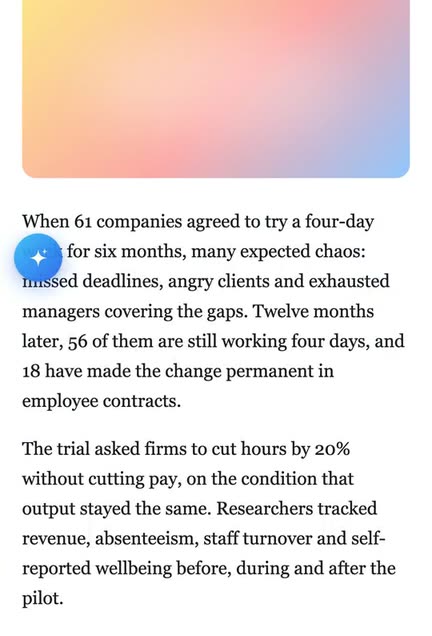 When 61 companies agreed to try a four-day
for six months, many expected chaos:
missed deadlines, angry clients and exhausted
managers covering the gaps. Twelve months
later, 56 of them are still working four days, and
18 have made the change permanent in
employee contracts.
The trial asked firms to cut hours by 20%
without cutting pay, on the condition that
output stayed the same. Researchers tracked
revenue, absenteeism, staff turnover and self-
reported wellbeing before, during and after the
pilot.